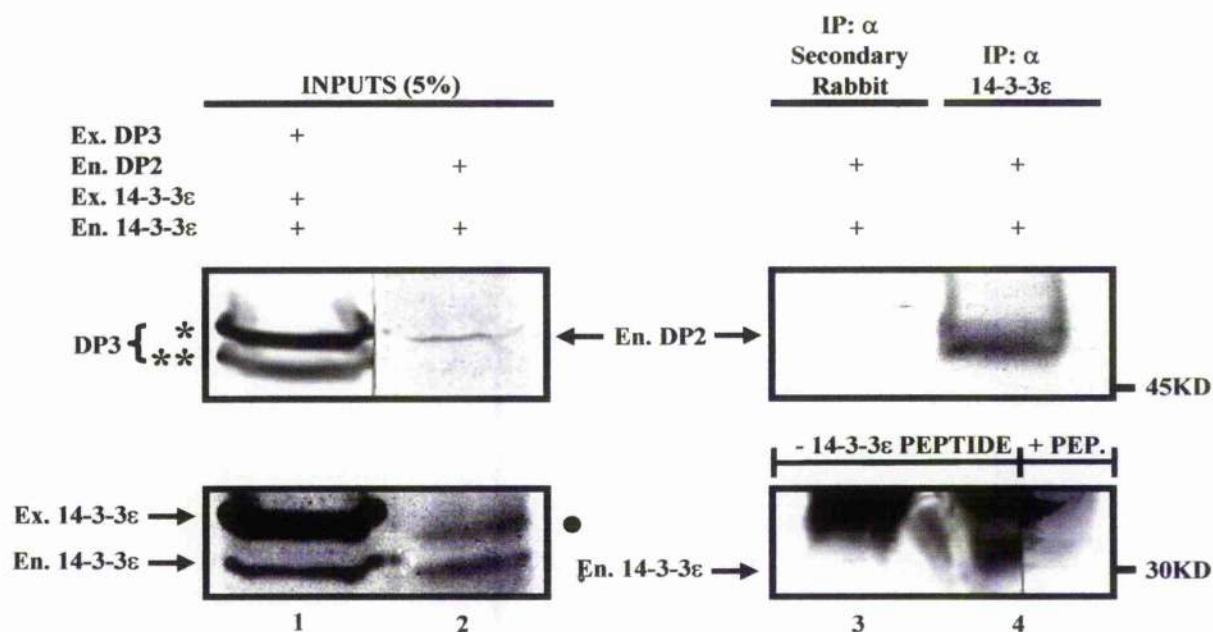 INPUTS (5%)
IP: α
Secondary
Rabbit
IP: α
14-3-3ε
Ex. DP3 +
En. DP2 + + +
Ex. 14-3-3ε +
En. 14-3-3ε + + + +
DP3 { *
**
En. DP2
45KD
- 14-3-3ε PEPTIDE + PEP.
Ex. 14-3-3ε
En. 14-3-3ε
En. 14-3-3ε
30KD
1 2 3 4